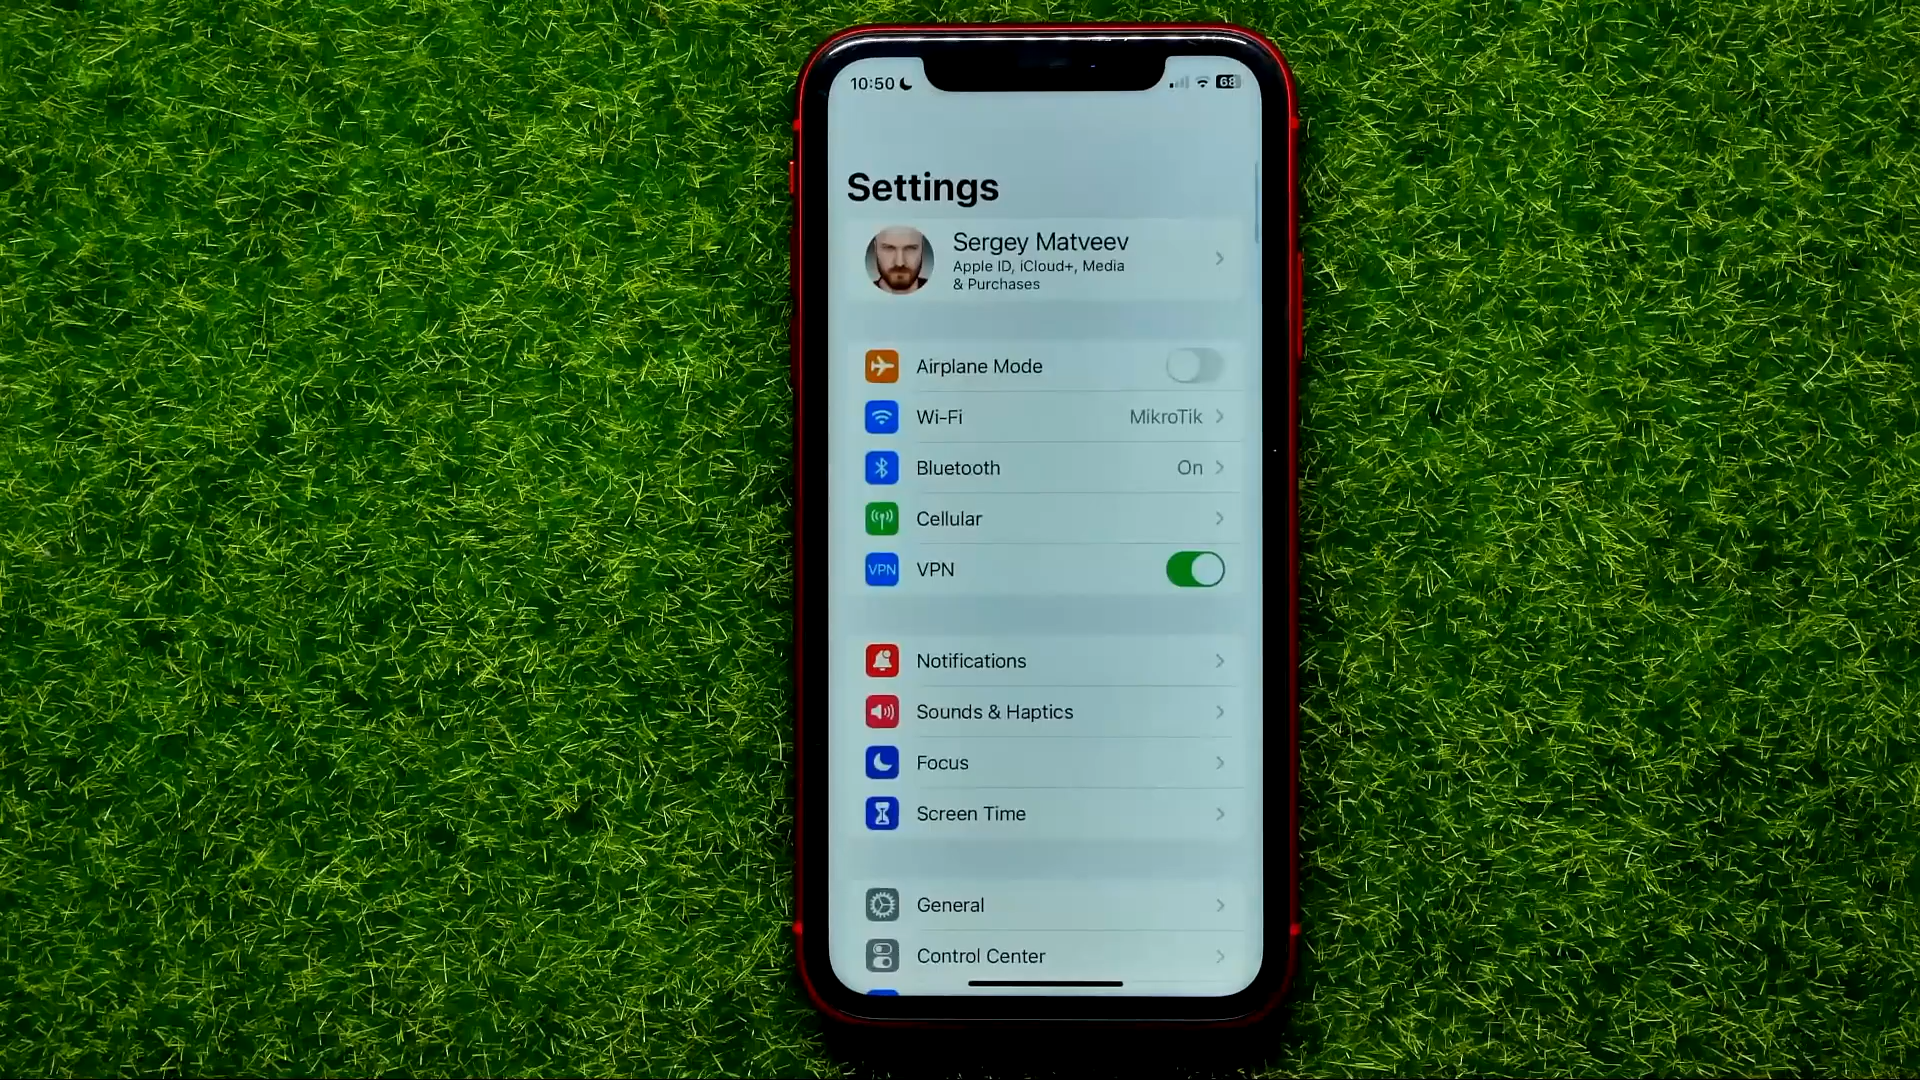 10:50
68
Settings
Sergey Matveev
Apple ID, iCloud+, Media
& Purchases
Airplane Mode
Wi-Fi MikroTik
Bluetooth On
Cellular
VPN VPN
Notifications
Sounds & Haptics
Focus
Screen Time
General
Control Center